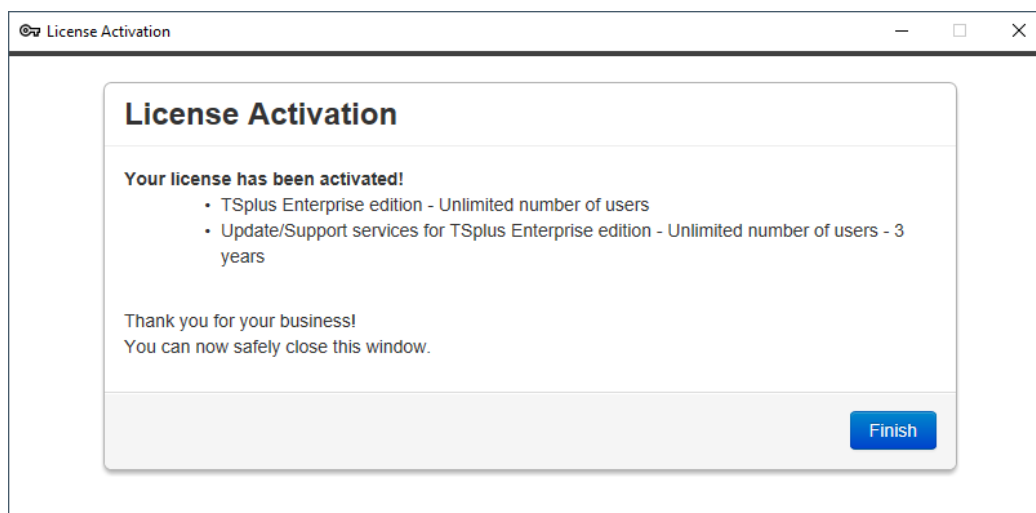 License Activation
License Activation
Your license has been activated!
• TSplus Enterprise edition - Unlimited number of users
• Update/Support services for TSplus Enterprise edition - Unlimited number of users - 3
years
Thank you for your business!
You can now safely close this window.
Finish